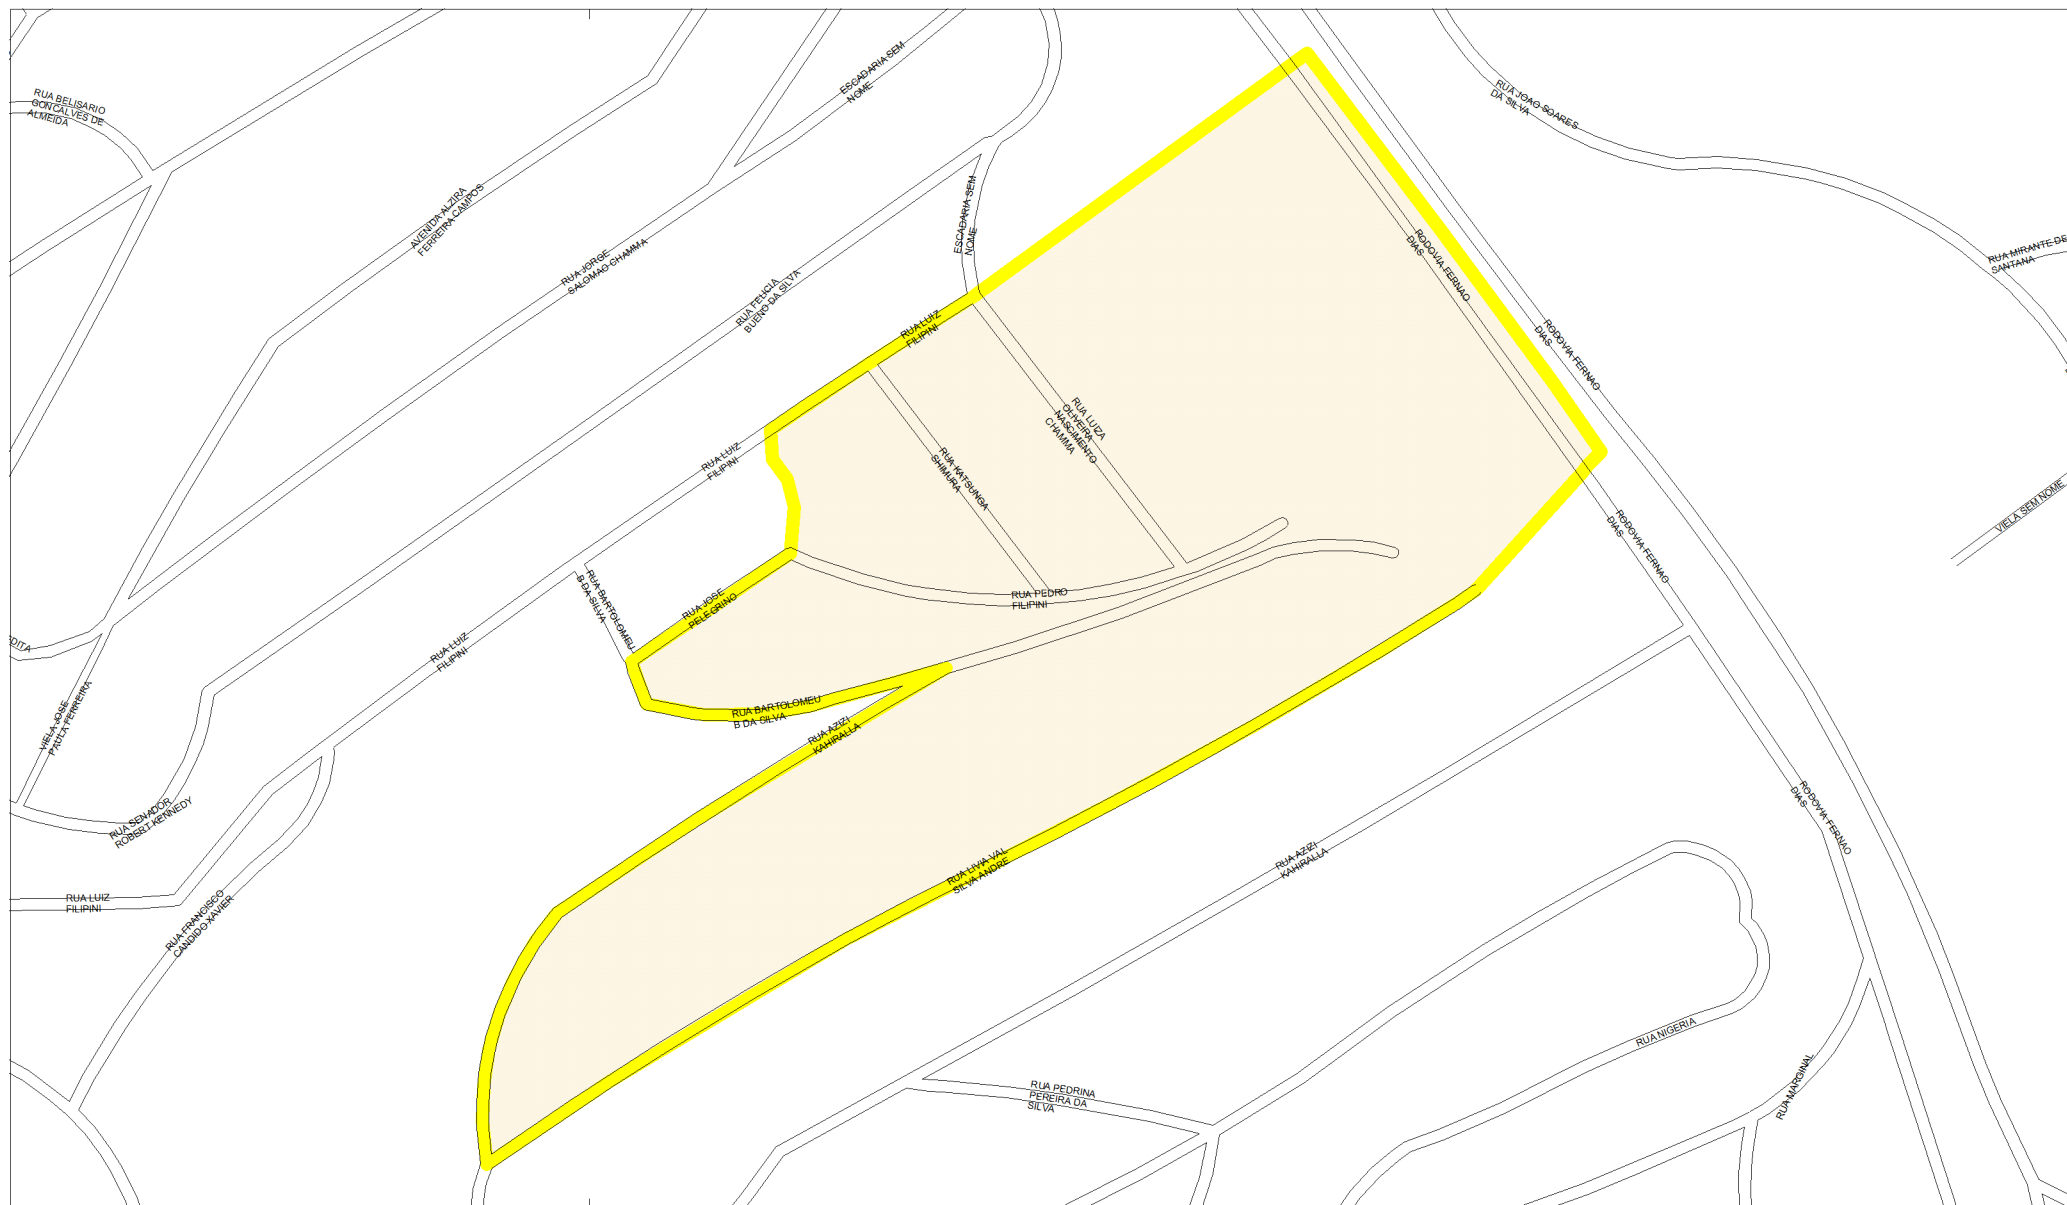 RUA BELISARIO
GONCALVES DE
ALMEIDA
ESCADARIA SEM
NOME
RUA JOAO SOARES
DA SILVA
AVENIDA ALZIRA
FERREIRA CAMPOS
ESCADARIA SEM
NOME
RUA JORGE
SALOMAO CHAMMA
RUA FELICIA
BUENO DA SILVA
RODOVIA FERNAO
DIAS
RUA MIRANTE DE
SANTANA
RUA LUIZ
FILIPINI
RODOVIA FERNAO
DIAS
RUA LUIZA
OLIVEIRA
NASCIMENTO
CHAMMA
RUA LUIZ
FILIPINI
RUA KATSUNGA
SHIMURA
VIELA SEM NOME
RODOVIA FERNAO
DIAS
RUA BARTOLOMEU
B DA SILVA
RUA JOSE
PELEGRINO
RUA PEDRO
FILIPINI
DITA
RUA LUIZ
FILIPINI
VIELA JOSE
PAULA FERREIRA
RUA BARTOLOMEU
B DA SILVA
RUA AZIZI
KAHIRALLA
RUA SENADOR
ROBERT KENNEDY
RODOVIA FERNAO
DIAS
RUA LIVIA VAL
SILVA ANDRE
RUA AZIZI
KAHIRALLA
RUA LUIZ
FILIPINI
RUA FRANCISCO
CANDIDO XAVIER
RUA NIGERIA
RUA MARGINAL
RUA PEDRINA
PEREIRA DA
SILVA